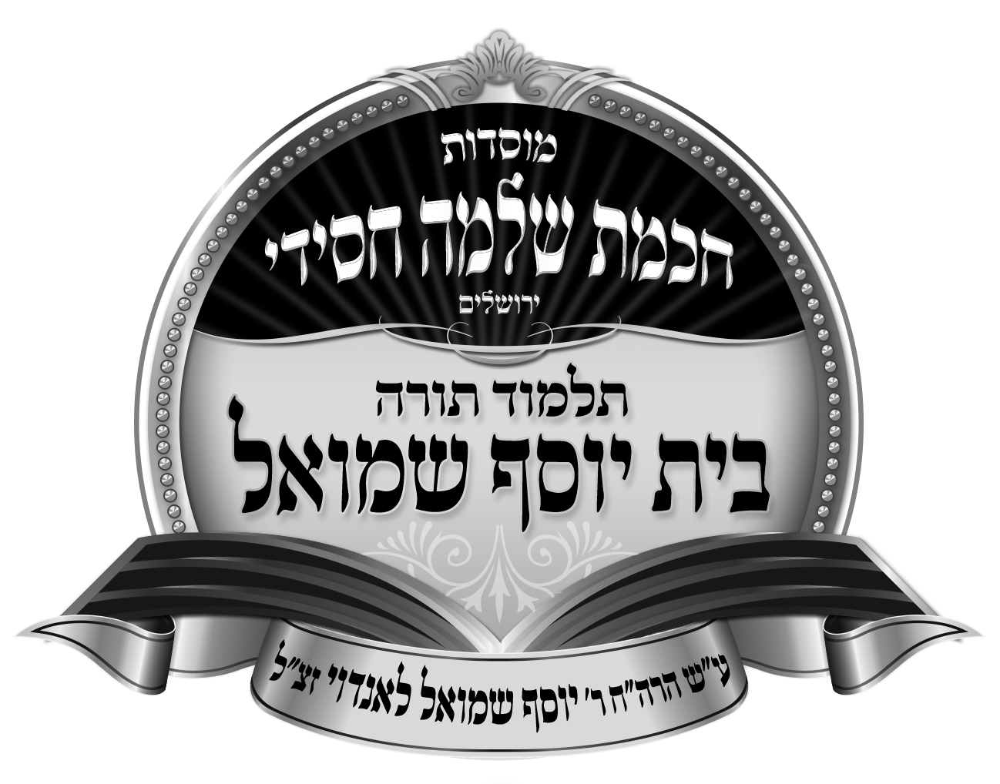 מוסדות
חכמת שלמה חסידי
ירושלים
תלמוד תורה
בית יוסף שמואל
ע"ש הרה"ח ר' יוסף שמואל לאנדוי זצ"ל